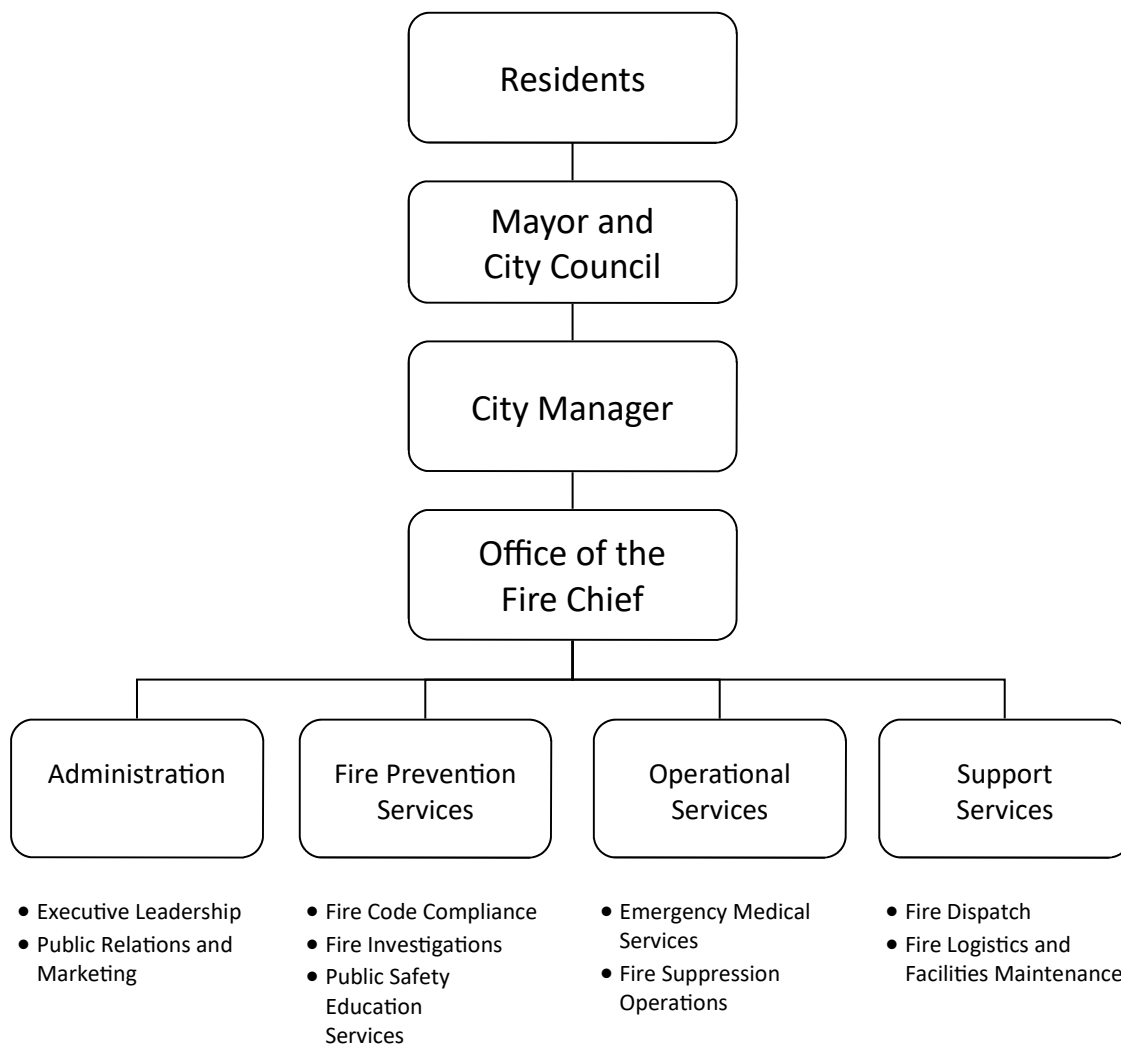 Residents
Mayor and
City Council
City Manager
Office of the
Fire Chief
Administration
Fire Prevention
Services
Operational
Services
Support
Services
• Executive Leadership
• Public Relations and
Marketing
• Fire Code Compliance
• Fire Investigations
• Public Safety
Education
Services
• Emergency Medical
Services
• Fire Suppression
Operations
• Fire Dispatch
• Fire Logistics and
Facilities Maintenance